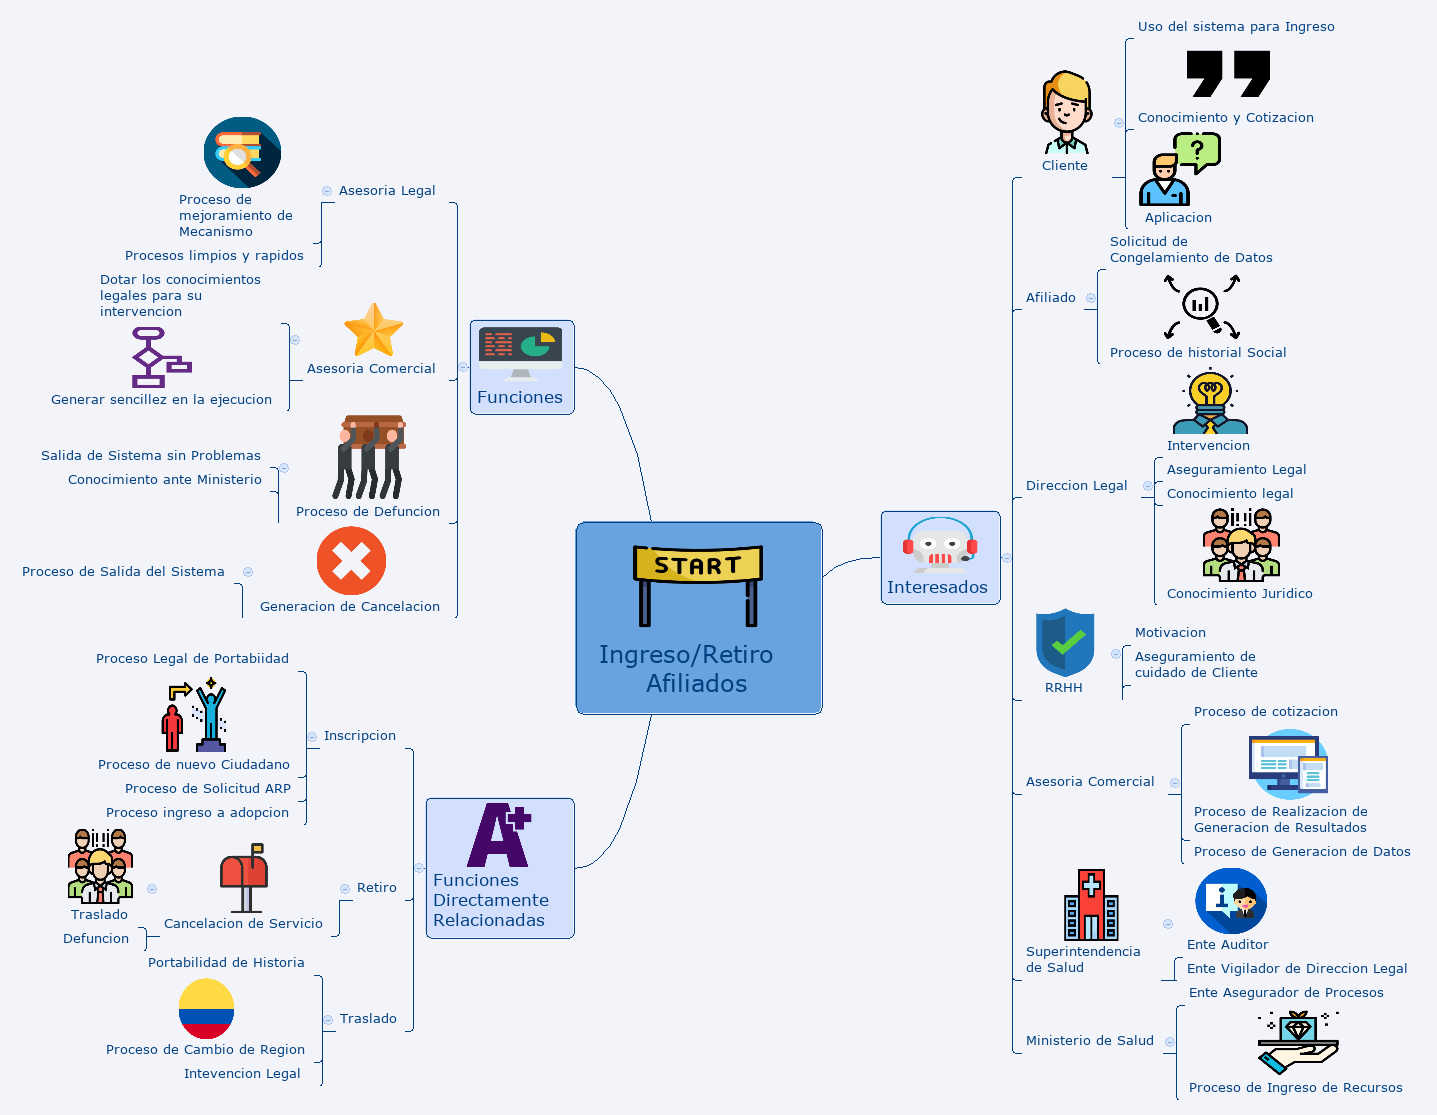 START
Ingreso/Retiro
Afiliados
Funciones
Asesoria Legal
Proceso de
mejoramiento de
Mecanismo
Procesos limpios y rapidos
Asesoria Comercial
Dotar los conocimientos
legales para su
intervencion
Generar sencillez en la ejecucion
Proceso de Defuncion
Salida de Sistema sin Problemas
Conocimiento ante Ministerio
Generacion de Cancelacion
Proceso de Salida del Sistema
A+
Funciones
Directamente
Relacionadas
Inscripcion
Proceso Legal de Portabiidad
Proceso de nuevo Ciudadano
Proceso de Solicitud ARP
Proceso ingreso a adopcion
Retiro
Cancelacion de Servicio
Traslado
Defuncion
Traslado
Portabilidad de Historia
Proceso de Cambio de Region
Intevencion Legal
Interesados
Cliente
Uso del sistema para Ingreso
Conocimiento y Cotizacion
?
Aplicacion
Afiliado
Solicitud de
Congelamiento de Datos
Proceso de historial Social
Direccion Legal
Intervencion
Aseguramiento Legal
Conocimiento legal
Conocimiento Juridico
RRHH
Motivacion
Aseguramiento de
cuidado de Cliente
Asesoria Comercial
Proceso de cotizacion
Proceso de Realizacion de
Generacion de Resultados
Proceso de Generacion de Datos
Superintendencia
de Salud
i
Ente Auditor
Ente Vigilador de Direccion Legal
Ministerio de Salud
Ente Asegurador de Procesos
Proceso de Ingreso de Recursos